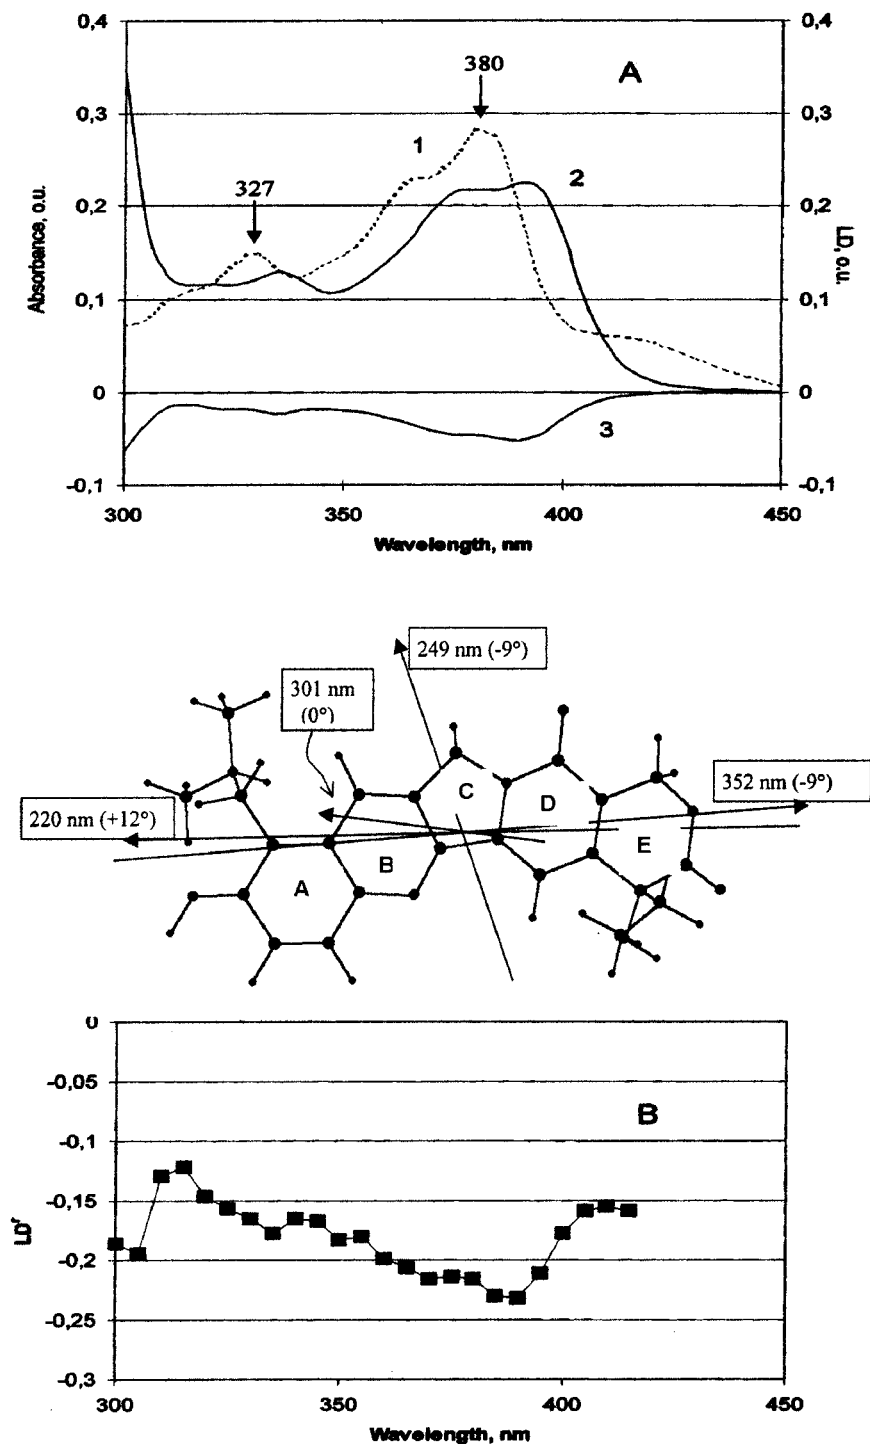 0,4
0,4
A
380
0,3
1
0,3
327
2
0,2
0,2
Absorbance, o.u.
LD, o.u.
0,1
0,1
0
0
3
-0,1
-0,1
300
350
400
450
Wavelength, nm
249 nm (-9°)
301 nm
(0°)
352 nm (-9°)
220 nm (+12°)
C
D
E
B
A
0
-0,05
B
-0,1
-0,15
LDʳ
-0,2
-0,25
-0,3
300
350
400
450
Wavelength, nm